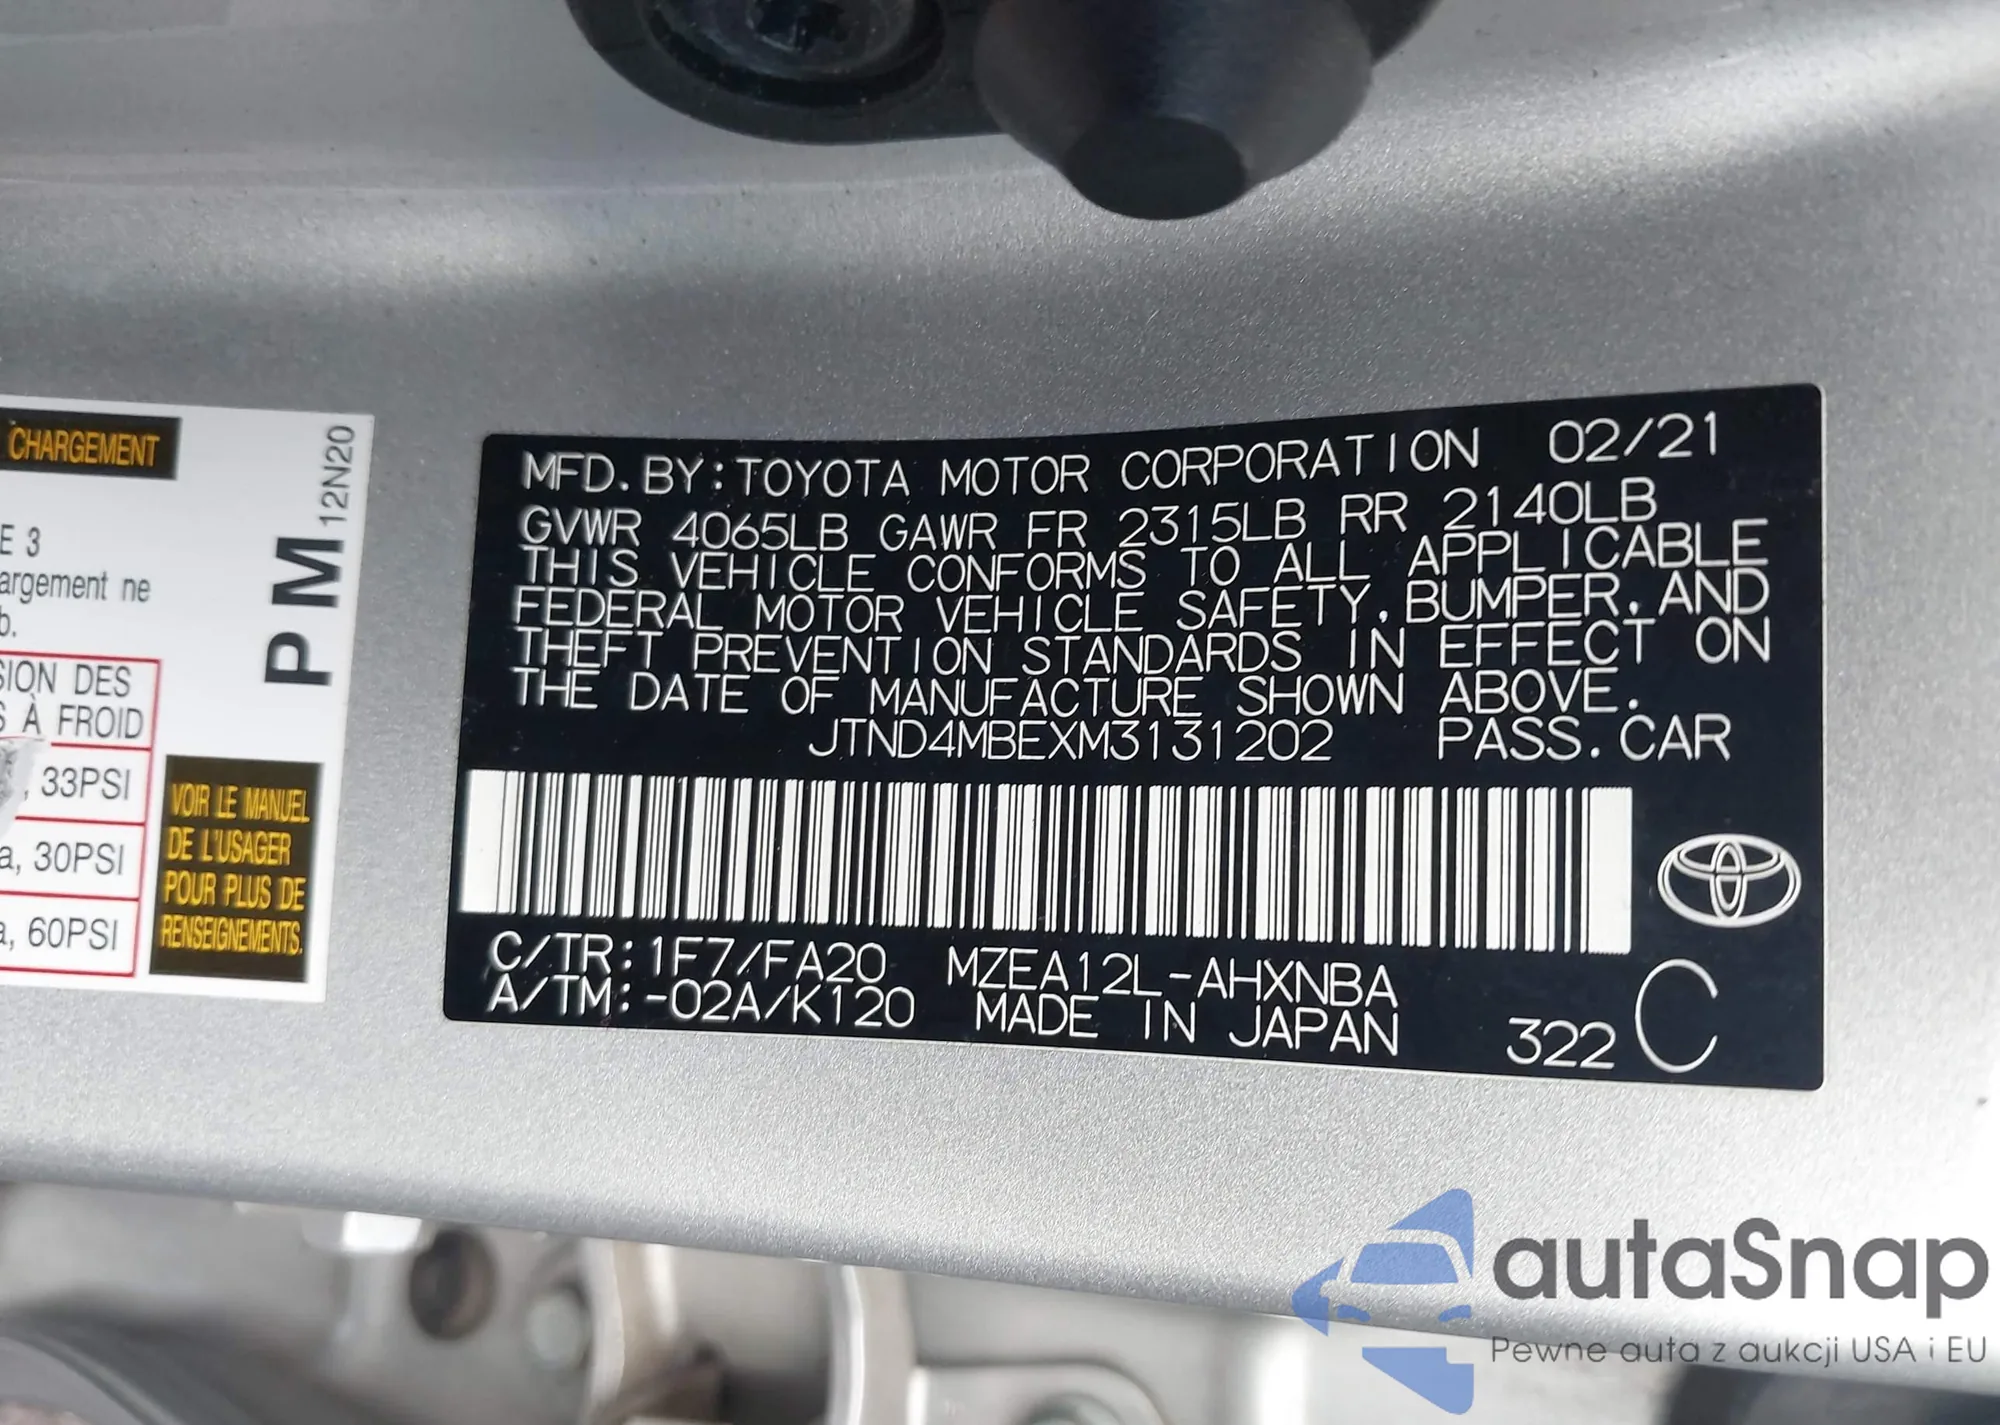 CHARGEMENT
12N20
P M
E 3
argement ne
b.
SION DES
S À FROID
, 33PSI
a, 30PSI
a, 60PSI
VOIR LE MANUEL
DE L'USAGER
POUR PLUS DE
RENSEIGNEMENTS.
MFD. BY: TOYOTA MOTOR CORPORATION 02/21
GVWR 4065LB GAWR FR 2315LB RR 2140LB
THIS VEHICLE CONFORMS TO ALL APPLICABLE
FEDERAL MOTOR VEHICLE SAFETY, BUMPER, AND
THEFT PREVENTION STANDARDS IN EFFECT ON
THE DATE OF MANUFACTURE SHOWN ABOVE.
JTND4MBEXM3131202 PASS. CAR
C/TR: 1F7/FA20 MZEA12L-AHXNBA
A/TM: -02A/K120 MADE IN JAPAN 322 C
autaSnap
Pewne auta z aukcji USA i EU